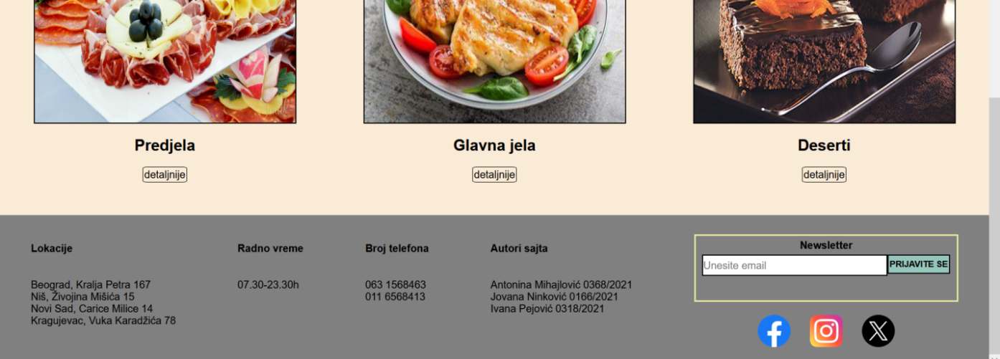 Predjela
Glavna jela
Deserti
detaljnije
detaljnije
detaljnije
Lokacije
Beograd, Kralja Petra 167
Niš, Živojina Mišića 15
Novi Sad, Carice Milice 14
Kragujevac, Vuka Karadžića 78
Radno vreme
07.30-23.30h
Broj telefona
063 1568463
011 6568413
Autori sajta
Antonina Mihajlović 0368/2021
Jovana Ninković 0166/2021
Ivana Pejović 0318/2021
Newsletter
Unesite email
PRIJAVITE SE